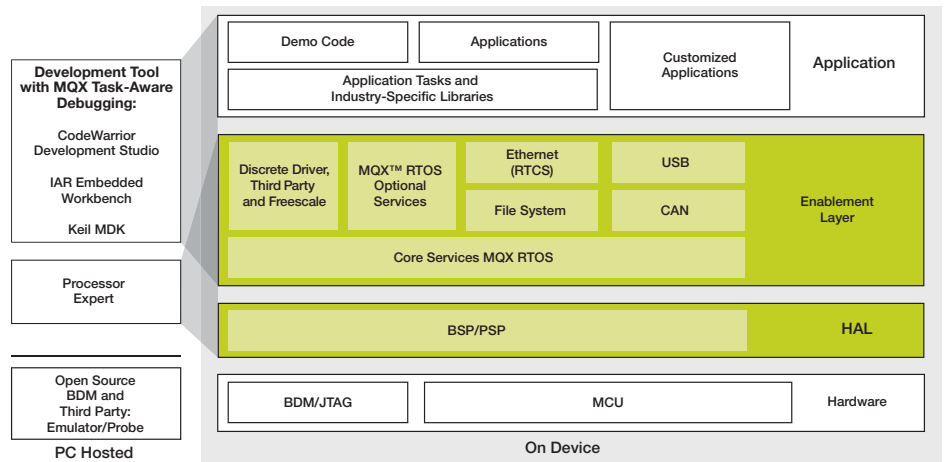 Development Tool
with MQX Task-Aware
Debugging:
CodeWarrior
Development Studio
IAR Embedded
Workbench
Keil MDK
Processor
Expert
Open Source
BDM and
Third Party:
Emulator/Probe
PC Hosted
Demo Code
Applications
Application Tasks and
Industry-Specific Libraries
Customized
Applications
Application
Discrete Driver,
Third Party
and Freescale
MQX™ RTOS
Optional
Services
Ethernet
(RTCS)
File System
USB
CAN
Core Services MQX RTOS
Enablement
Layer
BSP/PSP
HAL
BDM/JTAG
MCU
Hardware
On Device